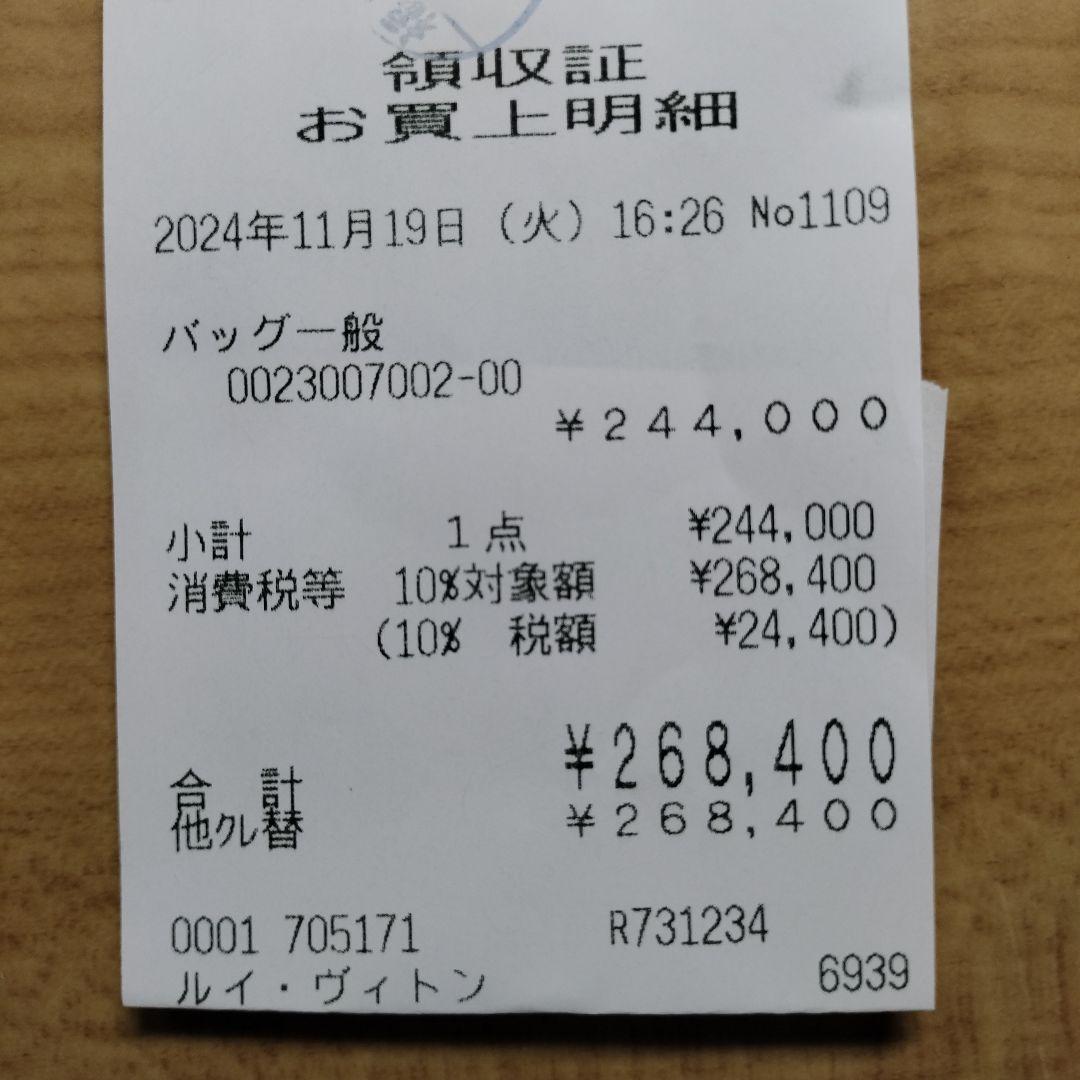 領収証
お買上明細
2024年11月19日（火）16:26 No1109
バッグ一般
0023007002-00
¥244,000
小計 1点 ¥244,000
消費税等 10%対象額 ¥268,400
(10% 税額 ¥24,400)
合計 ¥268,400
他クレ替 ¥268,400
0001 705171 R731234
ルイ・ヴィトン 6939